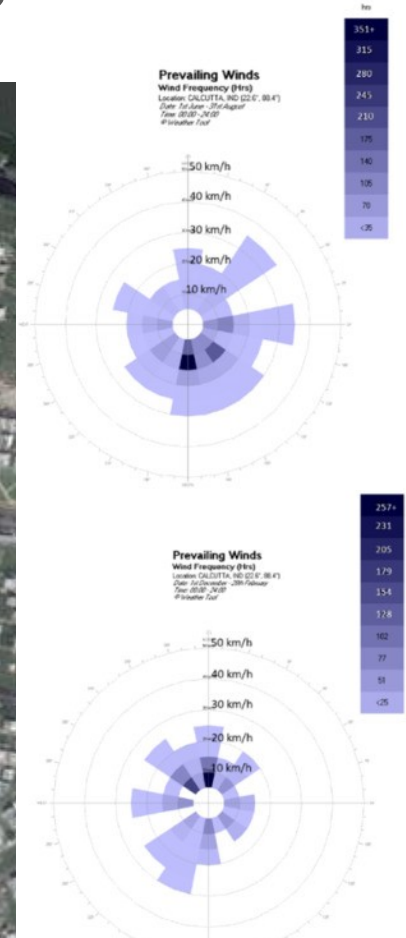 hrs
351+
315
280
245
210
175
140
105
70
<35
Prevailing Winds
Wind Frequency (Hrs)
Location: CALCUTTA, IND (22.6°, 88.4°)
Date: 1st June - 31st August
Time: 00:00 - 24:00
© Weather Tool
50 km/h
40 km/h
30 km/h
20 km/h
10 km/h
257+
231
205
179
154
128
102
77
51
<25
Prevailing Winds
Wind Frequency (Hrs)
Location: CALCUTTA, IND (22.6°, 88.4°)
Date: 1st December - 28th February
Time: 00:00 - 24:00
© Weather Tool
50 km/h
40 km/h
30 km/h
20 km/h
10 km/h